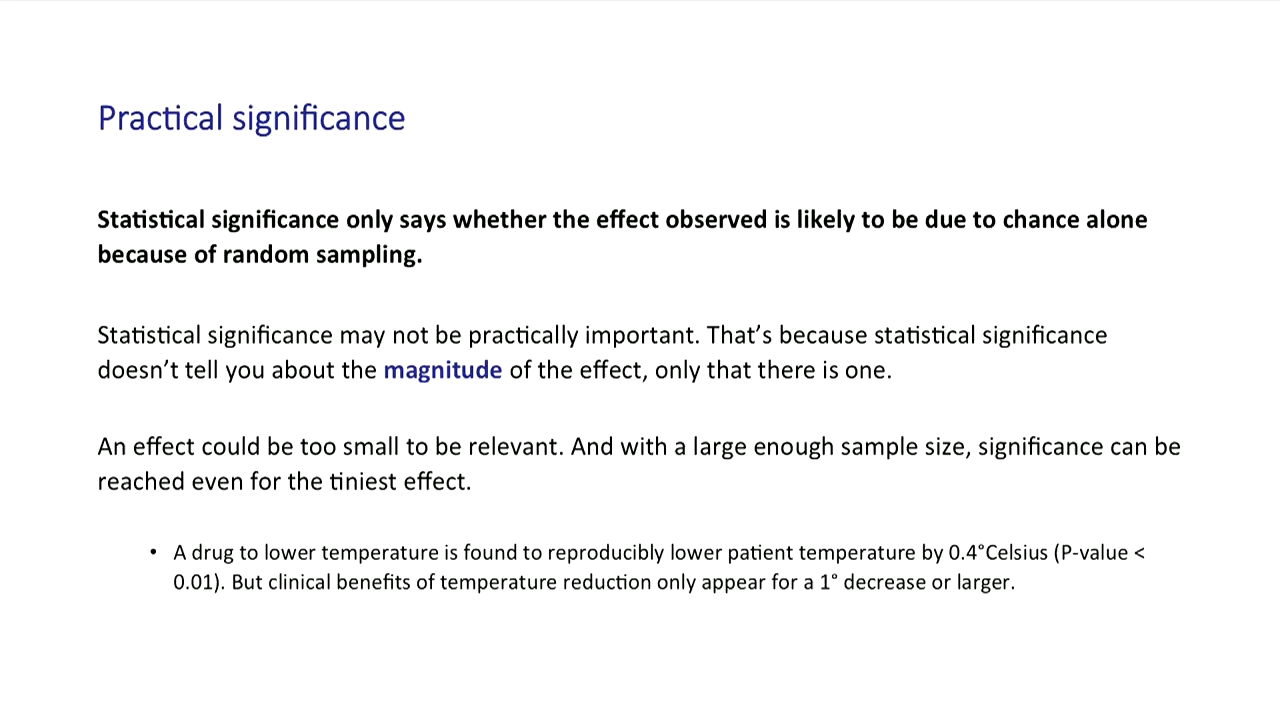 Practical significance
Statistical significance only says whether the effect observed is likely to be due to chance alone
because of random sampling.
Statistical significance may not be practically important. That’s because statistical significance
doesn’t tell you about the magnitude of the effect, only that there is one.
An effect could be too small to be relevant. And with a large enough sample size, significance can be
reached even for the tiniest effect.
• A drug to lower temperature is found to reproducibly lower patient temperature by 0.4°Celsius (P-value <
0.01). But clinical benefits of temperature reduction only appear for a 1° decrease or larger.